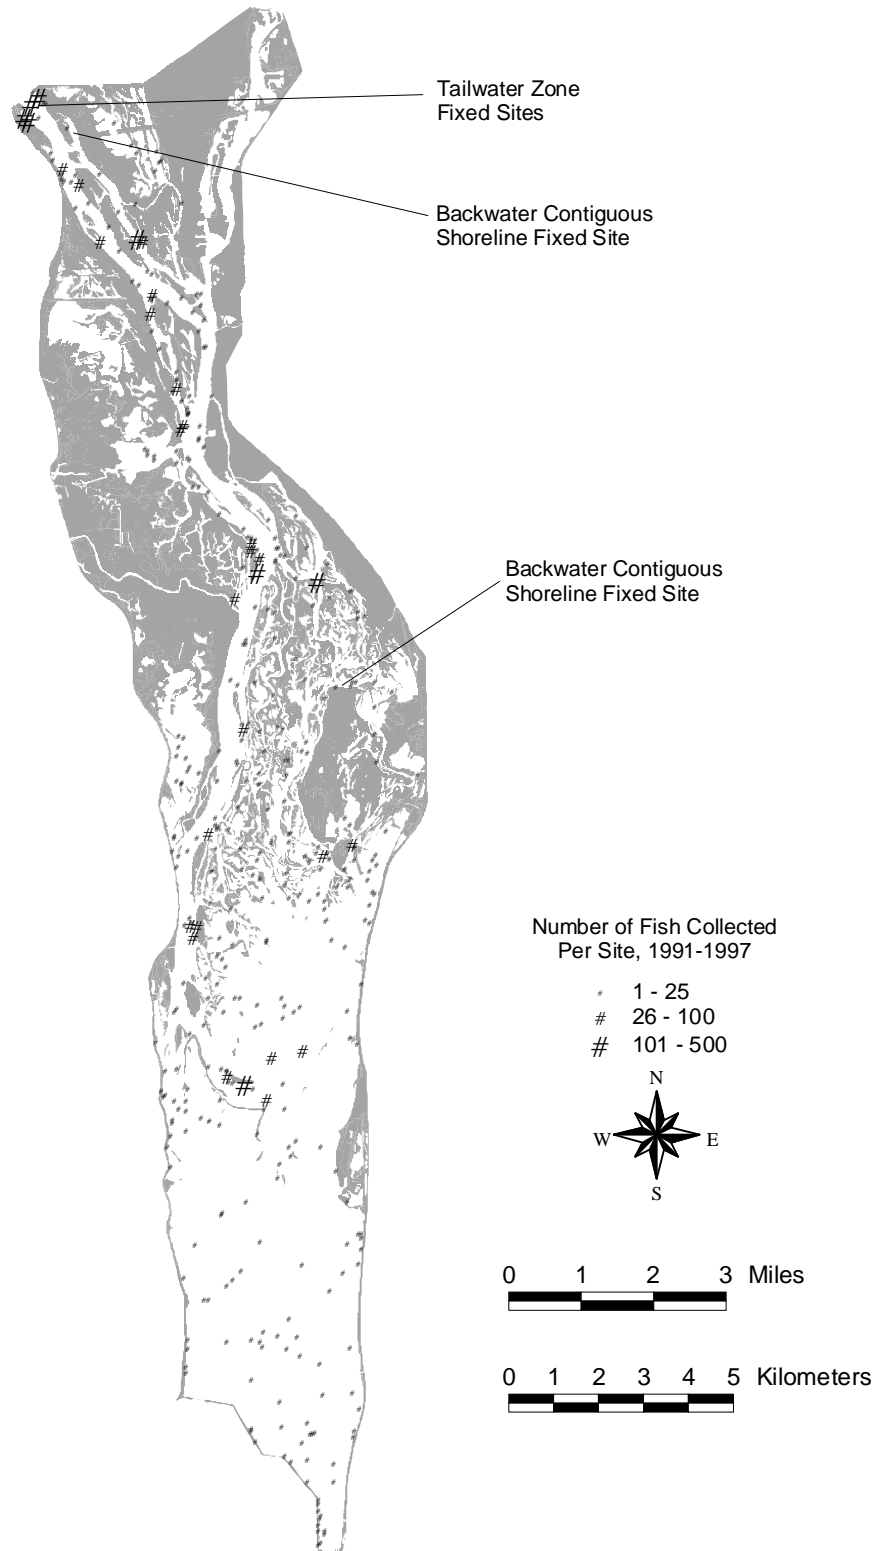 Tailwater Zone
Fixed Sites
Backwater Contiguous
Shoreline Fixed Site
Backwater Contiguous
Shoreline Fixed Site
Number of Fish Collected
Per Site, 1991-1997
# 1 - 25
# 26 - 100
# 101 - 500
N
W E
S
0 1 2 3 Miles
0 1 2 3 4 5 Kilometers